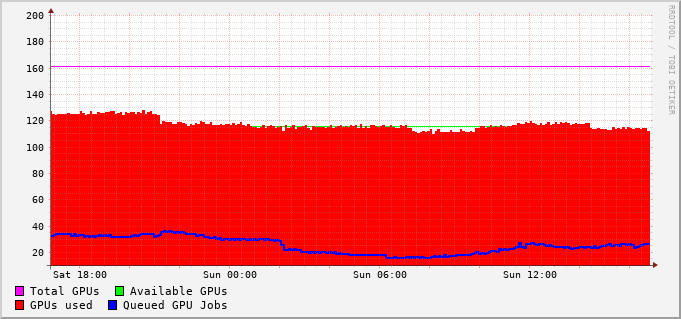 200
180
160
140
120
100
80
60
40
20
Sat 18:00 Sun 00:00 Sun 06:00 Sun 12:00
Total GPUs Available GPUs
GPUs used Queued GPU Jobs
RRDTOOL / TOBI OETIKER